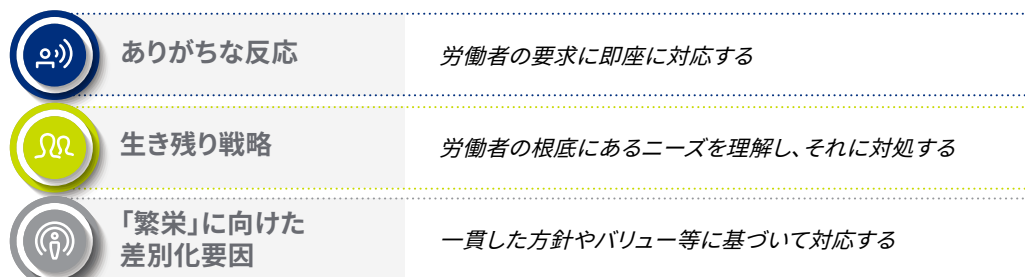 ありがちな反応
労働者の要求に即座に対応する
生き残り戦略
労働者の根底にあるニーズを理解し、それに対処する
「繁栄」に向けた
差別化要因
一貫した方針やバリュー等に基づいて対応する